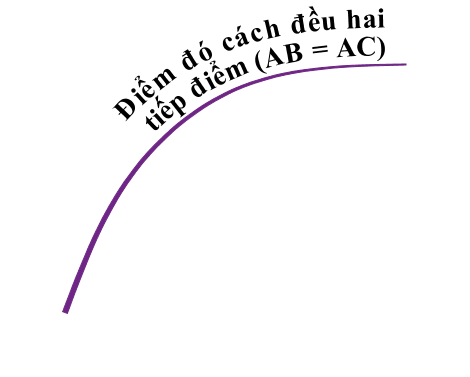 Điểm đó cách đều hai
tiếp điểm (AB = AC)